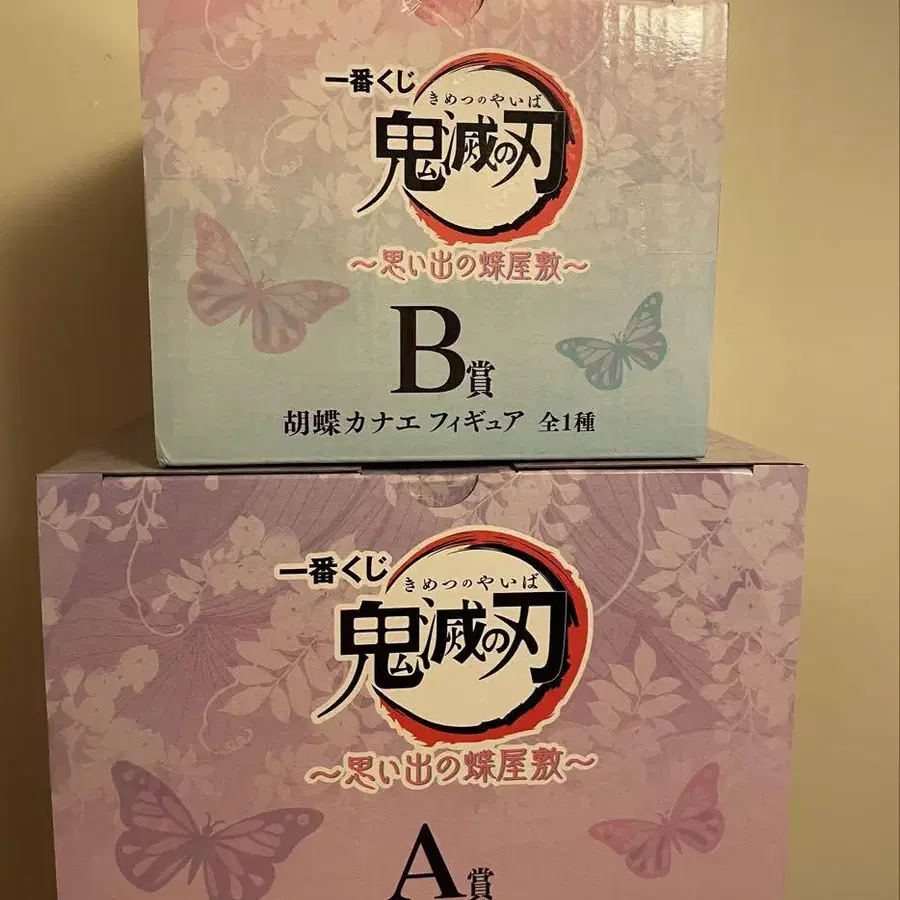 一番くじ
きめつのやいば
鬼滅の刃
～思い出の蝶屋敷～
B賞
胡蝶カナエ フィギュア 全1種
一番くじ
きめつのやいば
鬼滅の刃
～思い出の蝶屋敷～
A賞